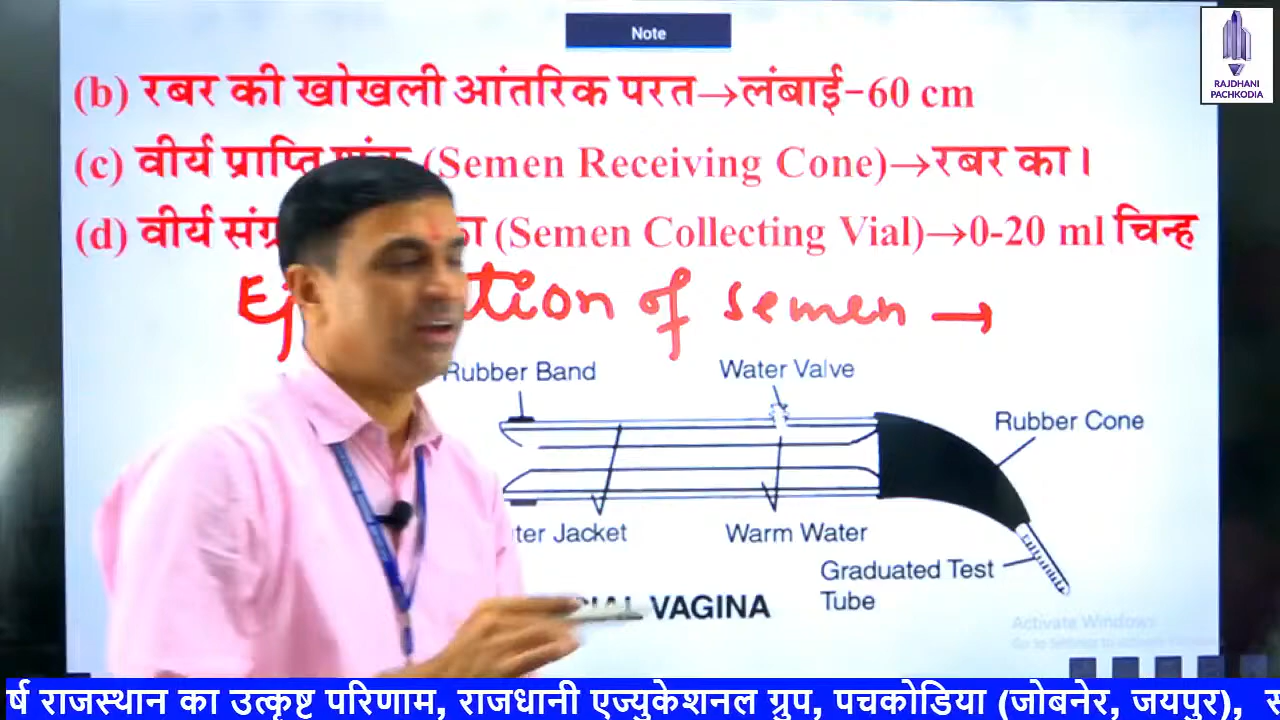 Note
RAJDHANI
PACHKODIA
(b) रबर की खोखली आंतरिक परत→लंबाई-60 cm
(c) वीर्य प्राप्ति (Semen Receiving Cone)→रबर का।
(d) वीर्य (Semen Collecting Vial)→0-20 ml चिन्ह
of semen →
Rubber Band
Water Valve
Rubber Cone
Jacket
Warm Water
Graduated Test
Tube
VAGINA
Activate Windows
राजस्थान का उत्कृष्ट परिणाम, राजधानी एज्युकेशनल ग्रुप, पचकोडिया (जोबनेर, जयपुर),